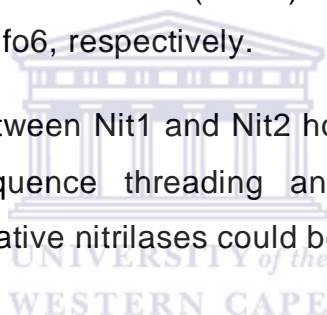 fo6, respectively.
tween Nit1 and Nit2 ho
quence threading an
ative nitrilases could be
UNIVERSITY of the
WESTERN CAPE